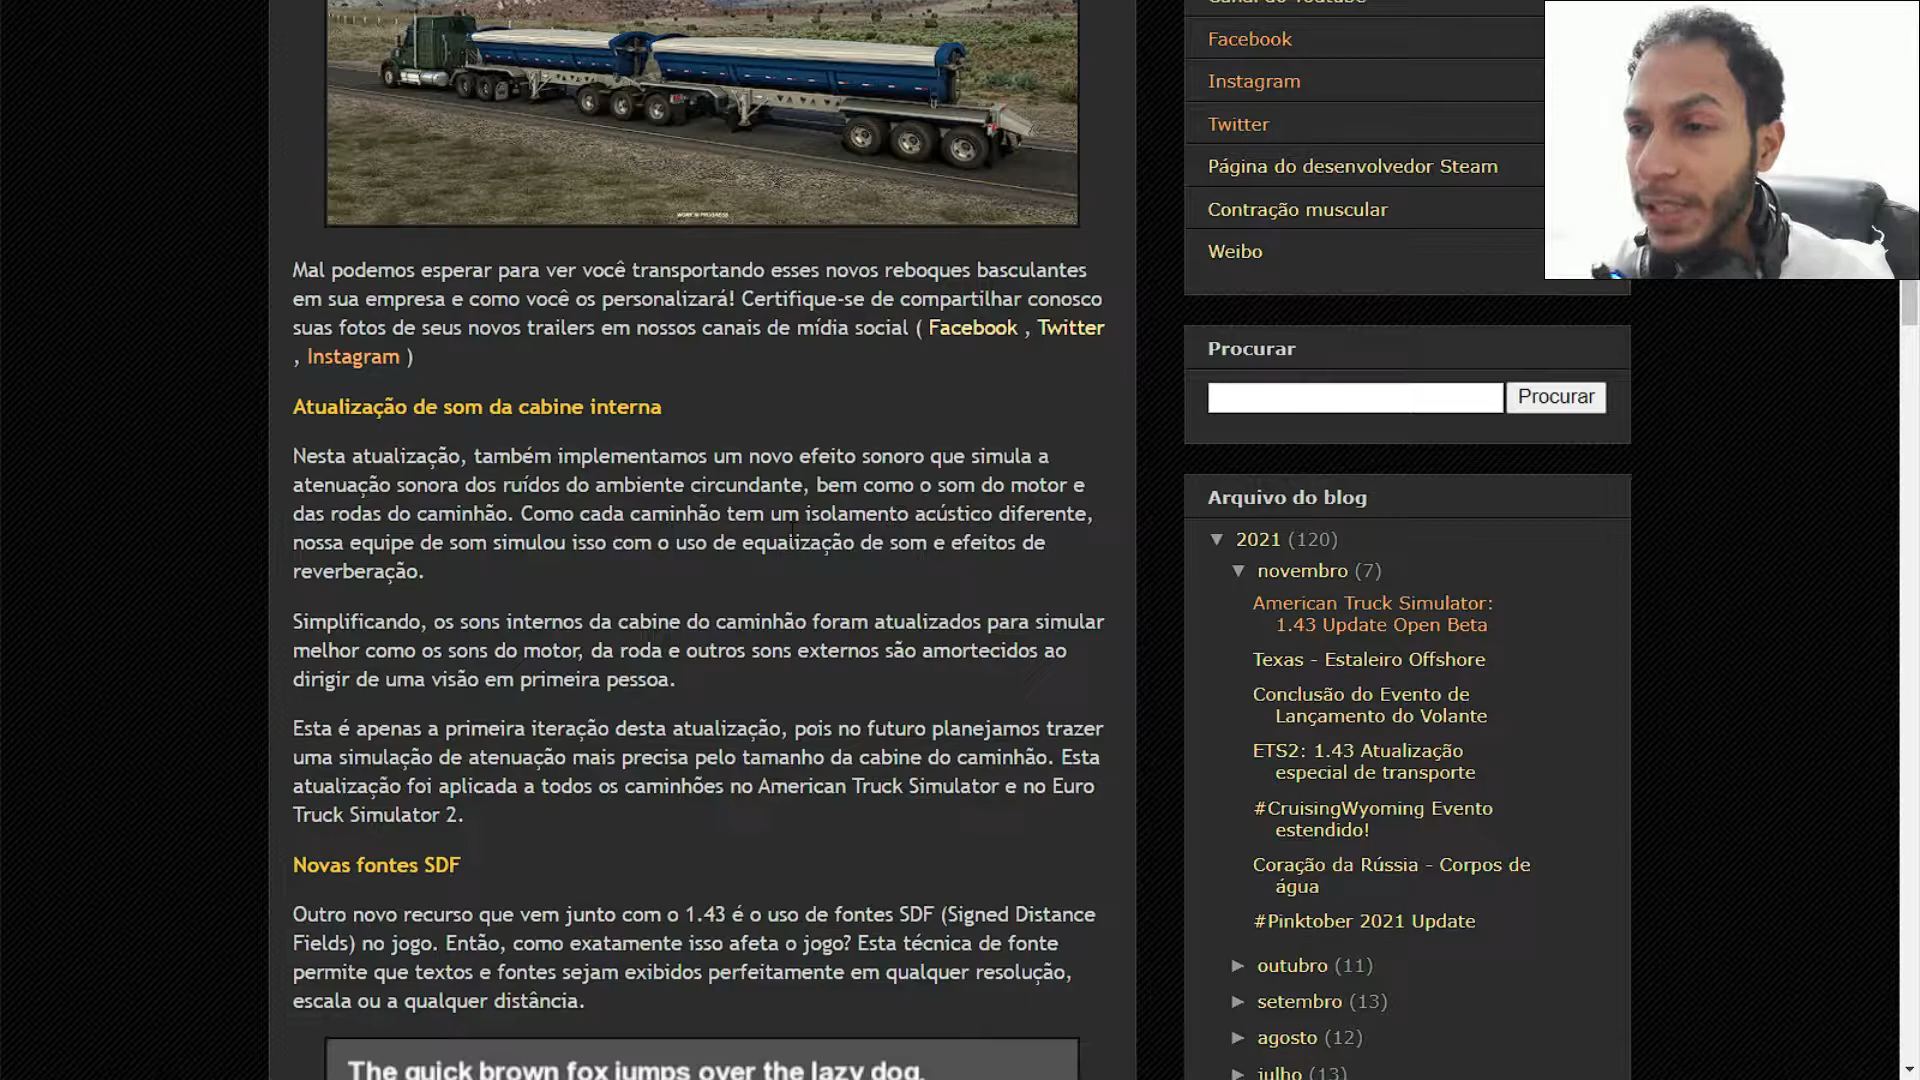 Facebook
Instagram
Twitter
Página do desenvolvedor Steam
Contração muscular
Weibo
WORK IN PROGRESS
Mal podemos esperar para ver você transportando esses novos reboques basculantes
em sua empresa e como você os personalizará! Certifique-se de compartilhar conosco
suas fotos de seus novos trailers em nossos canais de mídia social ( Facebook , Twitter
, Instagram )
Atualização de som da cabine interna
Nesta atualização, também implementamos um novo efeito sonoro que simula a
atenuação sonora dos ruídos do ambiente circundante, bem como o som do motor e
das rodas do caminhão. Como cada caminhão tem um isolamento acústico diferente,
nossa equipe de som simulou isso com o uso de equalização de som e efeitos de
reverberação.
Simplificando, os sons internos da cabine do caminhão foram atualizados para simular
melhor como os sons do motor, da roda e outros sons externos são amortecidos ao
dirigir de uma visão em primeira pessoa.
Esta é apenas a primeira iteração desta atualização, pois no futuro planejamos trazer
uma simulação de atenuação mais precisa pelo tamanho da cabine do caminhão. Esta
atualização foi aplicada a todos os caminhões no American Truck Simulator e no Euro
Truck Simulator 2.
Novas fontes SDF
Outro novo recurso que vem junto com o 1.43 é o uso de fontes SDF (Signed Distance
Fields) no jogo. Então, como exatamente isso afeta o jogo? Esta técnica de fonte
permite que textos e fontes sejam exibidos perfeitamente em qualquer resolução,
escala ou a qualquer distância.
The quick brown fox jumps over the lazy dog.
Procurar
Procurar
Arquivo do blog
▼ 2021 (120)
▼ novembro (7)
American Truck Simulator:
1.43 Update Open Beta
Texas - Estaleiro Offshore
Conclusão do Evento de
Lançamento do Volante
ETS2: 1.43 Atualização
especial de transporte
#CruisingWyoming Evento
estendido!
Coração da Rússia - Corpos de
água
#Pinktober 2021 Update
► outubro (11)
► setembro (13)
► agosto (12)
► julho (13)